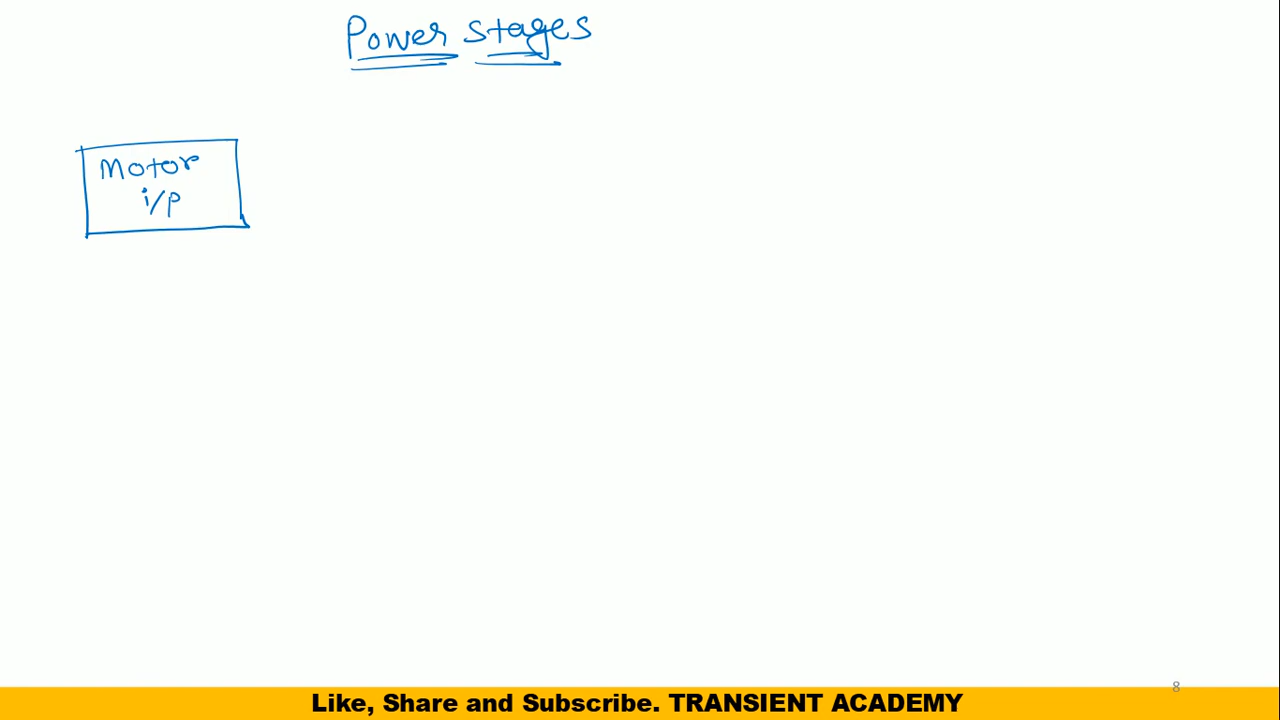 Power stages
Motor
i/p
8
Like, Share and Subscribe. TRANSIENT ACADEMY